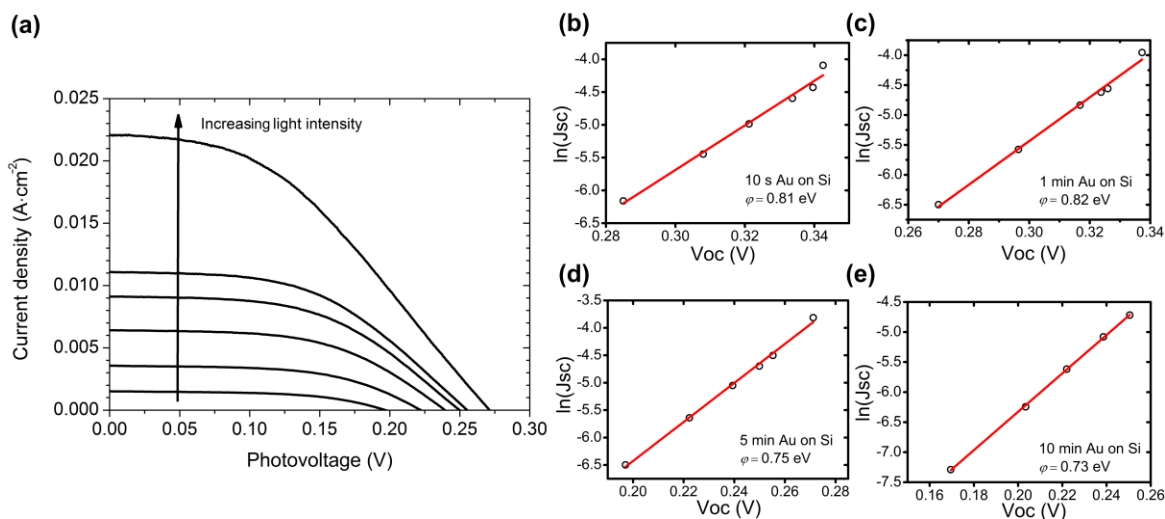 (a)
Current density (A·cm-2)
0.025
0.020
0.015
0.010
0.005
0.000
Increasing light intensity
0.00 0.05 0.10 0.15 0.20 0.25 0.30
Photovoltage (V)
(b)
ln(Jsc)
-4.0
-4.5
-5.0
-5.5
-6.0
-6.5
10 s Au on Si
φ = 0.81 eV
0.28 0.30 0.32 0.34
Voc (V)
(c)
ln(Jsc)
-4.0
-4.5
-5.0
-5.5
-6.0
-6.5
1 min Au on Si
φ = 0.82 eV
0.26 0.28 0.30 0.32 0.34
Voc (V)
(d)
ln(Jsc)
-3.5
-4.0
-4.5
-5.0
-5.5
-6.0
-6.5
5 min Au on Si
φ = 0.75 eV
0.20 0.22 0.24 0.26 0.28
Voc (V)
(e)
ln(Jsc)
-4.5
-5.0
-5.5
-6.0
-6.5
-7.0
-7.5
10 min Au on Si
φ = 0.73 eV
0.16 0.18 0.20 0.22 0.24 0.26
Voc (V)